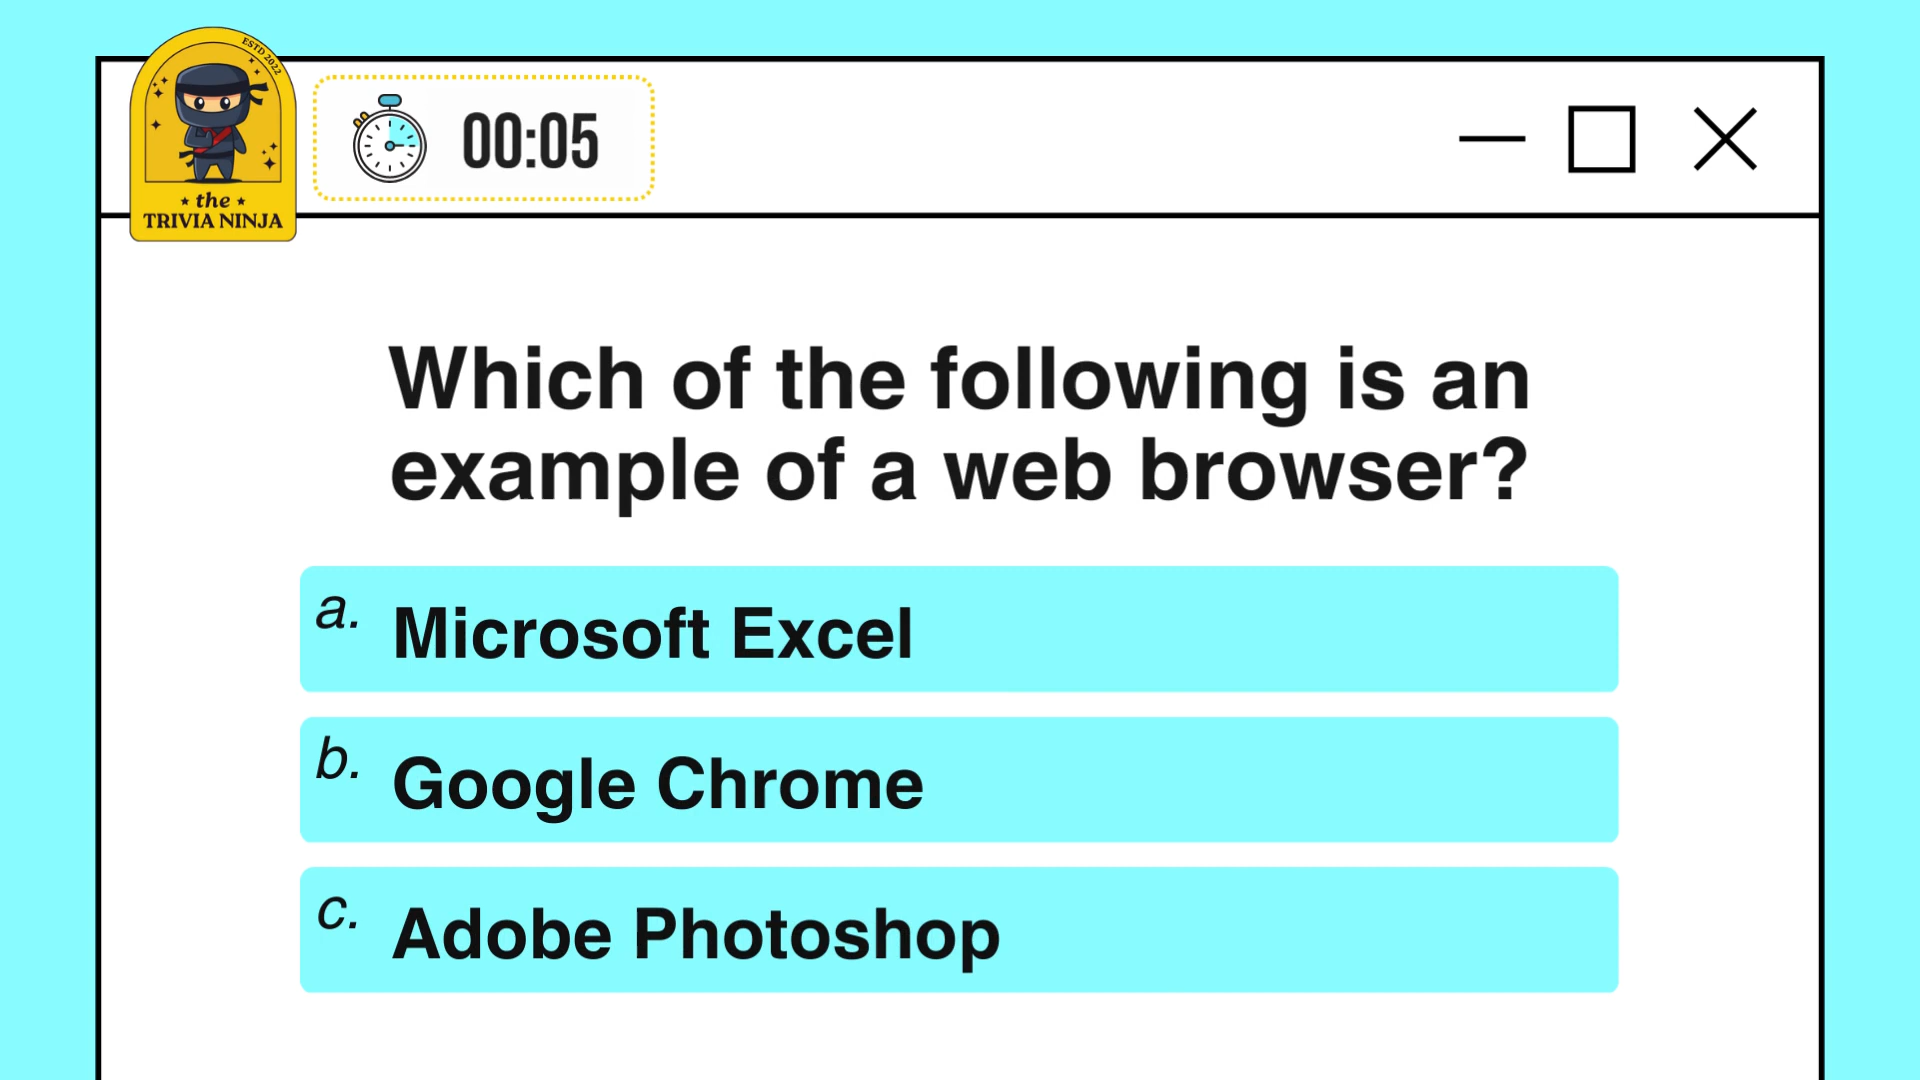 ESTD 2022
the
TRIVIA NINJA
00:05
Which of the following is an
example of a web browser?
a. Microsoft Excel
b. Google Chrome
c. Adobe Photoshop